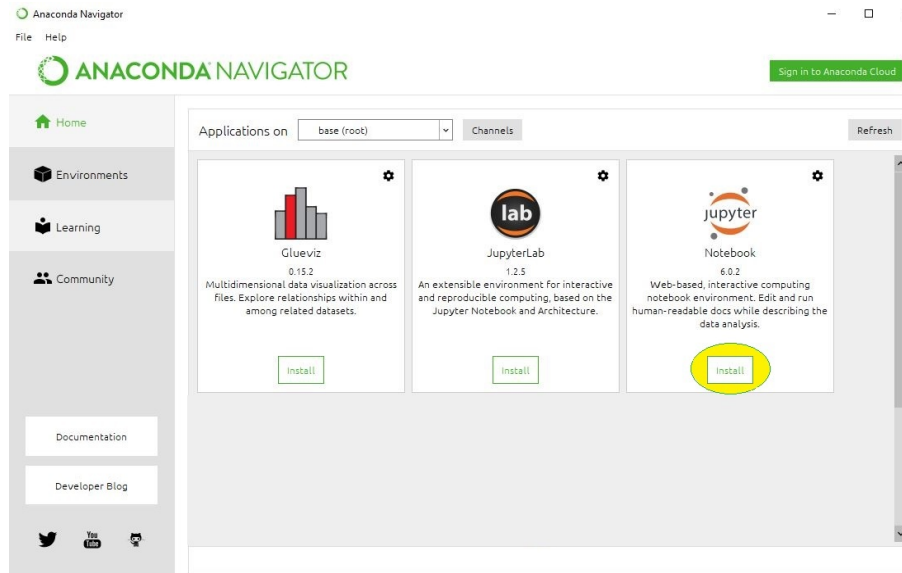 Anaconda Navigator
File Help
ANACONDA NAVIGATOR
Sign in to Anaconda Cloud
Home
Environments
Learning
Community
Documentation
Developer Blog
You
Tube
Applications on base (root) Channels Refresh
Glueviz
0.15.2
Multidimensional data visualization across
files. Explore relationships within and
among related datasets.
Install
lab
JupyterLab
1.2.5
An extensible environment for interactive
and reproducible computing, based on the
Jupyter Notebook and Architecture.
Install
jupyter
Notebook
6.0.2
Web-based, interactive computing
notebook environment. Edit and run
human-readable docs while describing the
data analysis.
Install